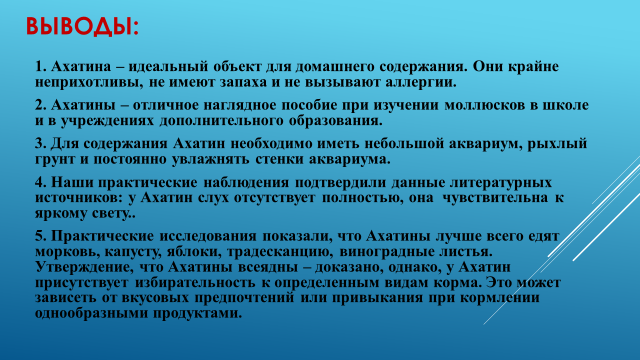 ВЫВОДЫ:
1. Ахатина – идеальный объект для домашнего содержания. Они крайне
неприхотливы, не имеют запаха и не вызывают аллергии.
2. Ахатины – отличное наглядное пособие при изучении моллюсков в школе
и в учреждениях дополнительного образования.
3. Для содержания Ахатин необходимо иметь небольшой аквариум, рыхлый
грунт и постоянно увлажнять стенки аквариума.
4. Наши практические наблюдения подтвердили данные литературных
источников: у Ахатин слух отсутствует полностью, она чувствительна к
яркому свету..
5. Практические исследования показали, что Ахатины лучше всего едят
морковь, капусту, яблоки, традесканцию, виноградные листья.
Утверждение, что Ахатины всеядны – доказано, однако, у Ахатин
присутствует избирательность к определенным видам корма. Это может
зависеть от вкусовых предпочтений или привыкания при кормлении
однообразными продуктами.